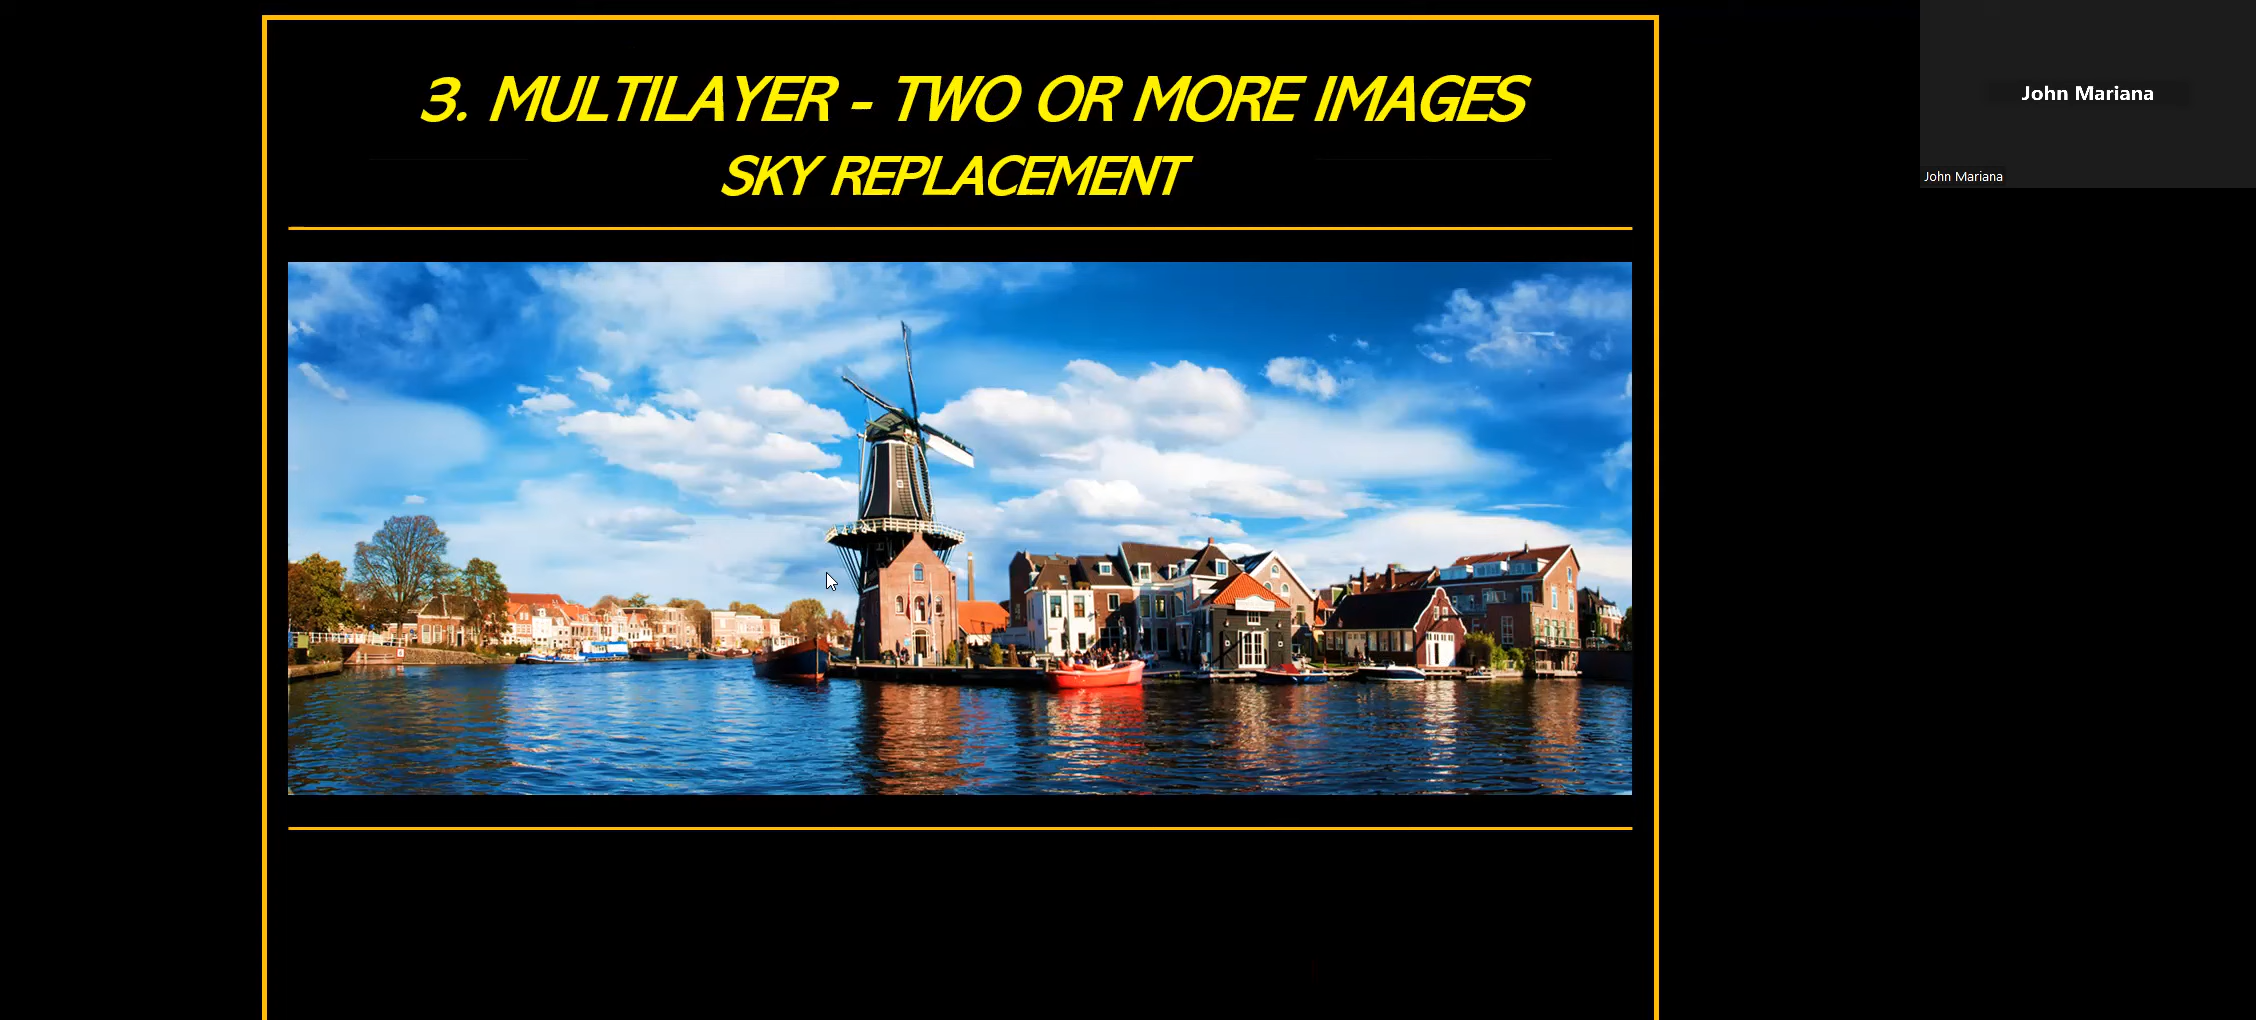 3. MULTILAYER - TWO OR MORE IMAGES
SKY REPLACEMENT
John Mariana
John Mariana